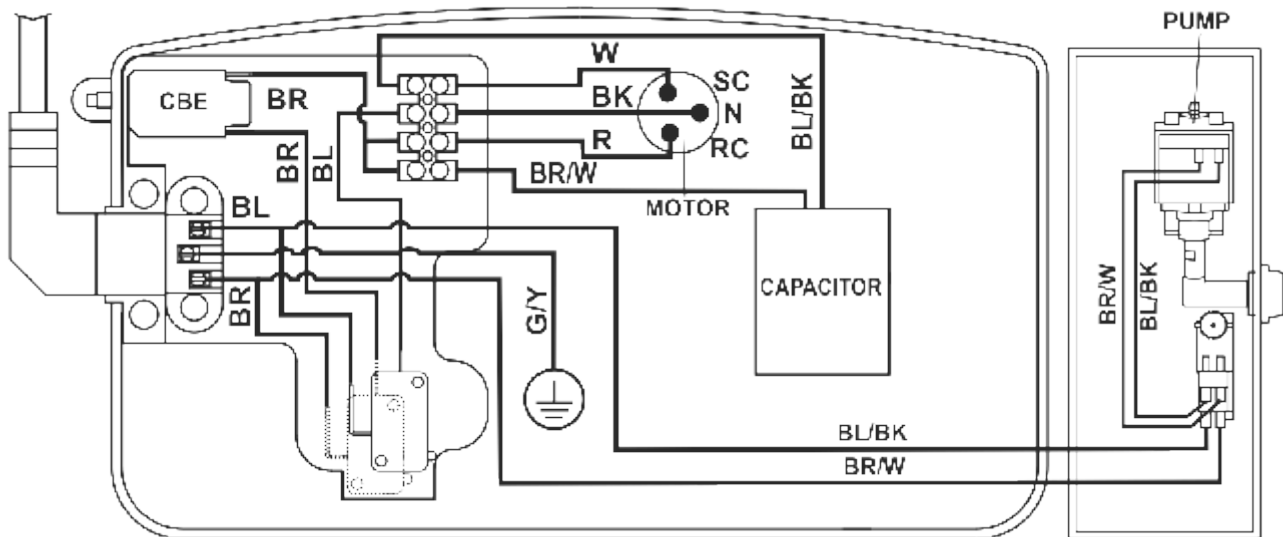 PUMP
CBE
BR
W
SC
BK
N
R
RC
BR/W
MOTOR
BL/BK
BR
BL
BL
BR
G/Y
CAPACITOR
BR/W
BL/BK
BL/BK
BR/W